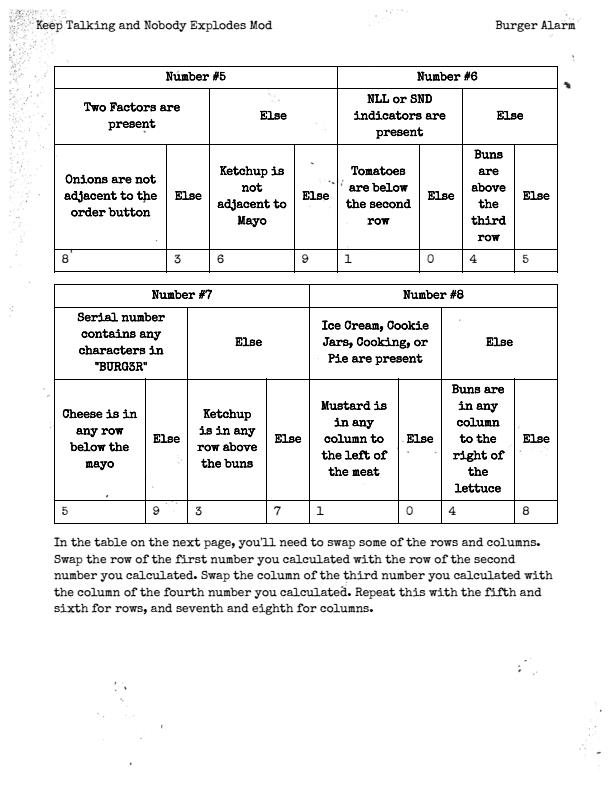 Keep Talking and Nobody Explodes Mod Burger Alarm
Number #5 Number #6
Two Factors are
present
Else
NLL or SND
indicators are
present
Else
Onions are not
adjacent to the
order button
Else
Ketchup is
not
adjacent to
Mayo
Else
Tomatoes
are below
the second
row
Else
Buns
are
above
the
third
row
Else
8 3 6 9 1 0 4 5
Number #7 Number #8
Serial number
contains any
characters in
"BURG3R"
Else
Ice Cream, Cookie
Jars, Cooking, or
Pie are present
Else
Cheese is in
any row
below the
mayo
Else
Ketchup
is in any
row above
the buns
Else
Mustard is
in any
column to
the left of
the meat
Else
Buns are
in any
column
to the
right of
the
lettuce
Else
5 9 3 7 1 0 4 8
In the table on the next page, you'll need to swap some of the rows and columns.
Swap the row of the first number you calculated with the row of the second
number you calculated. Swap the column of the third number you calculated with
the column of the fourth number you calculated. Repeat this with the fifth and
sixth for rows, and seventh and eighth for columns.